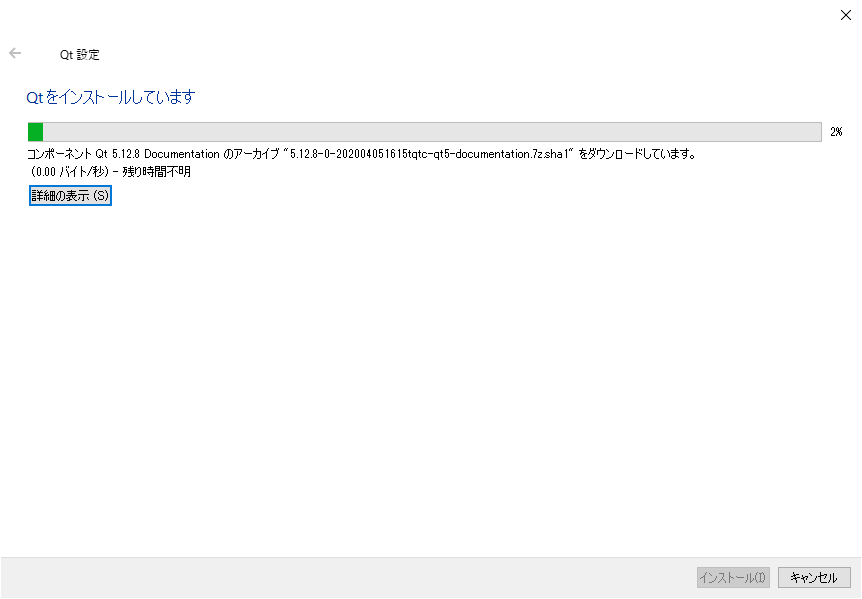 Qt 設定
Qt をインストールしています
2%
コンポーネント Qt 5.12.8 Documentation のアーカイブ "5.12.8-0-202004051615tqtc-qt5-documentation.7z.sha1" をダウンロードしています。
(0.00 バイト/秒) - 残り時間不明
詳細の表示 (S)
インストール(I)
キャンセル